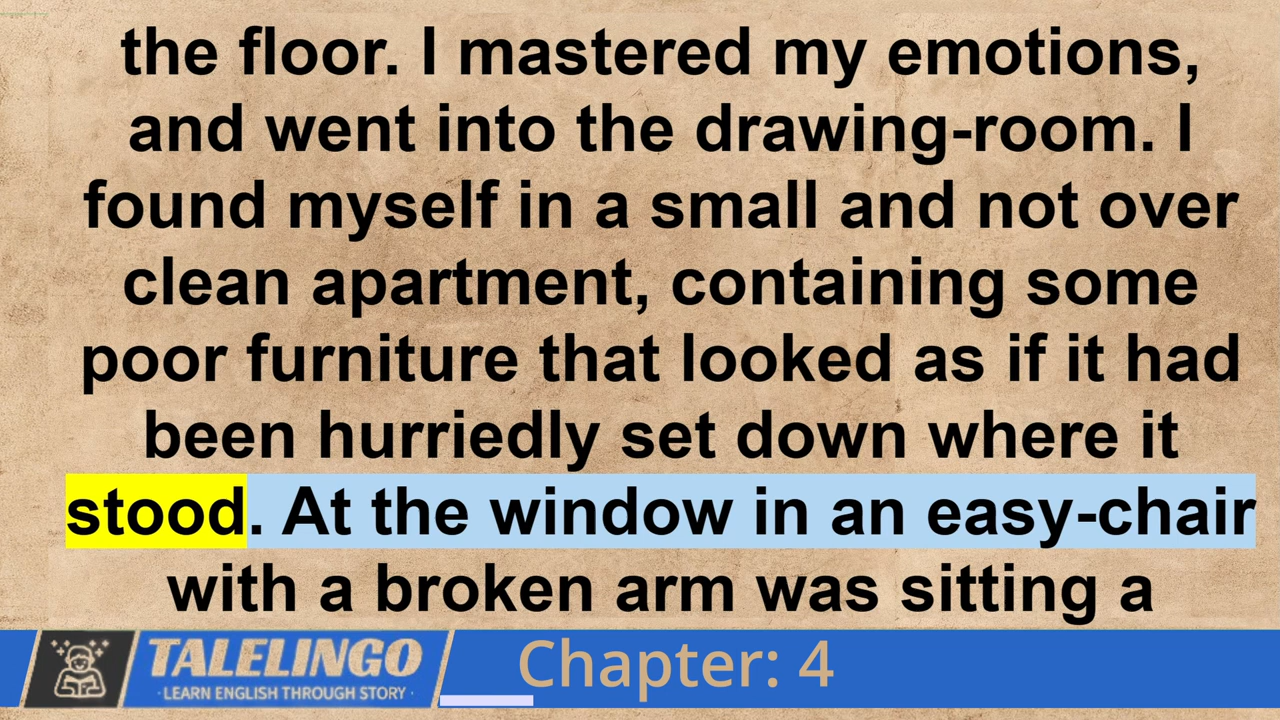 the floor. I mastered my emotions,
and went into the drawing-room. I
found myself in a small and not over
clean apartment, containing some
poor furniture that looked as if it had
been hurriedly set down where it
stood. At the window in an easy-chair
with a broken arm was sitting a
TALELINGO
· LEARN ENGLISH THROUGH STORY ·
Chapter: 4